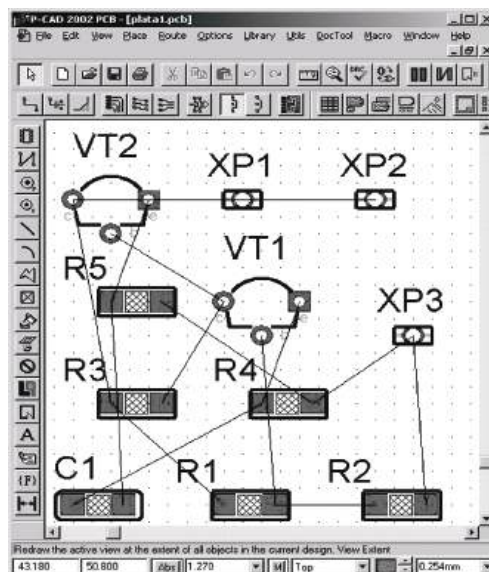 P-CAD 2002 PCB - [plata1.pcb]
File Edit View Place Route Options Library Utils DocTool Macro Window Help
VT2
XP1
XP2
VT1
R5
XP3
R3
R4
C1
R1
R2
A
{P}
Redraw the active view at the extent of all objects in the current design. View Extent
43.180 50.800 Abs 1.270 M Top 0.254mm